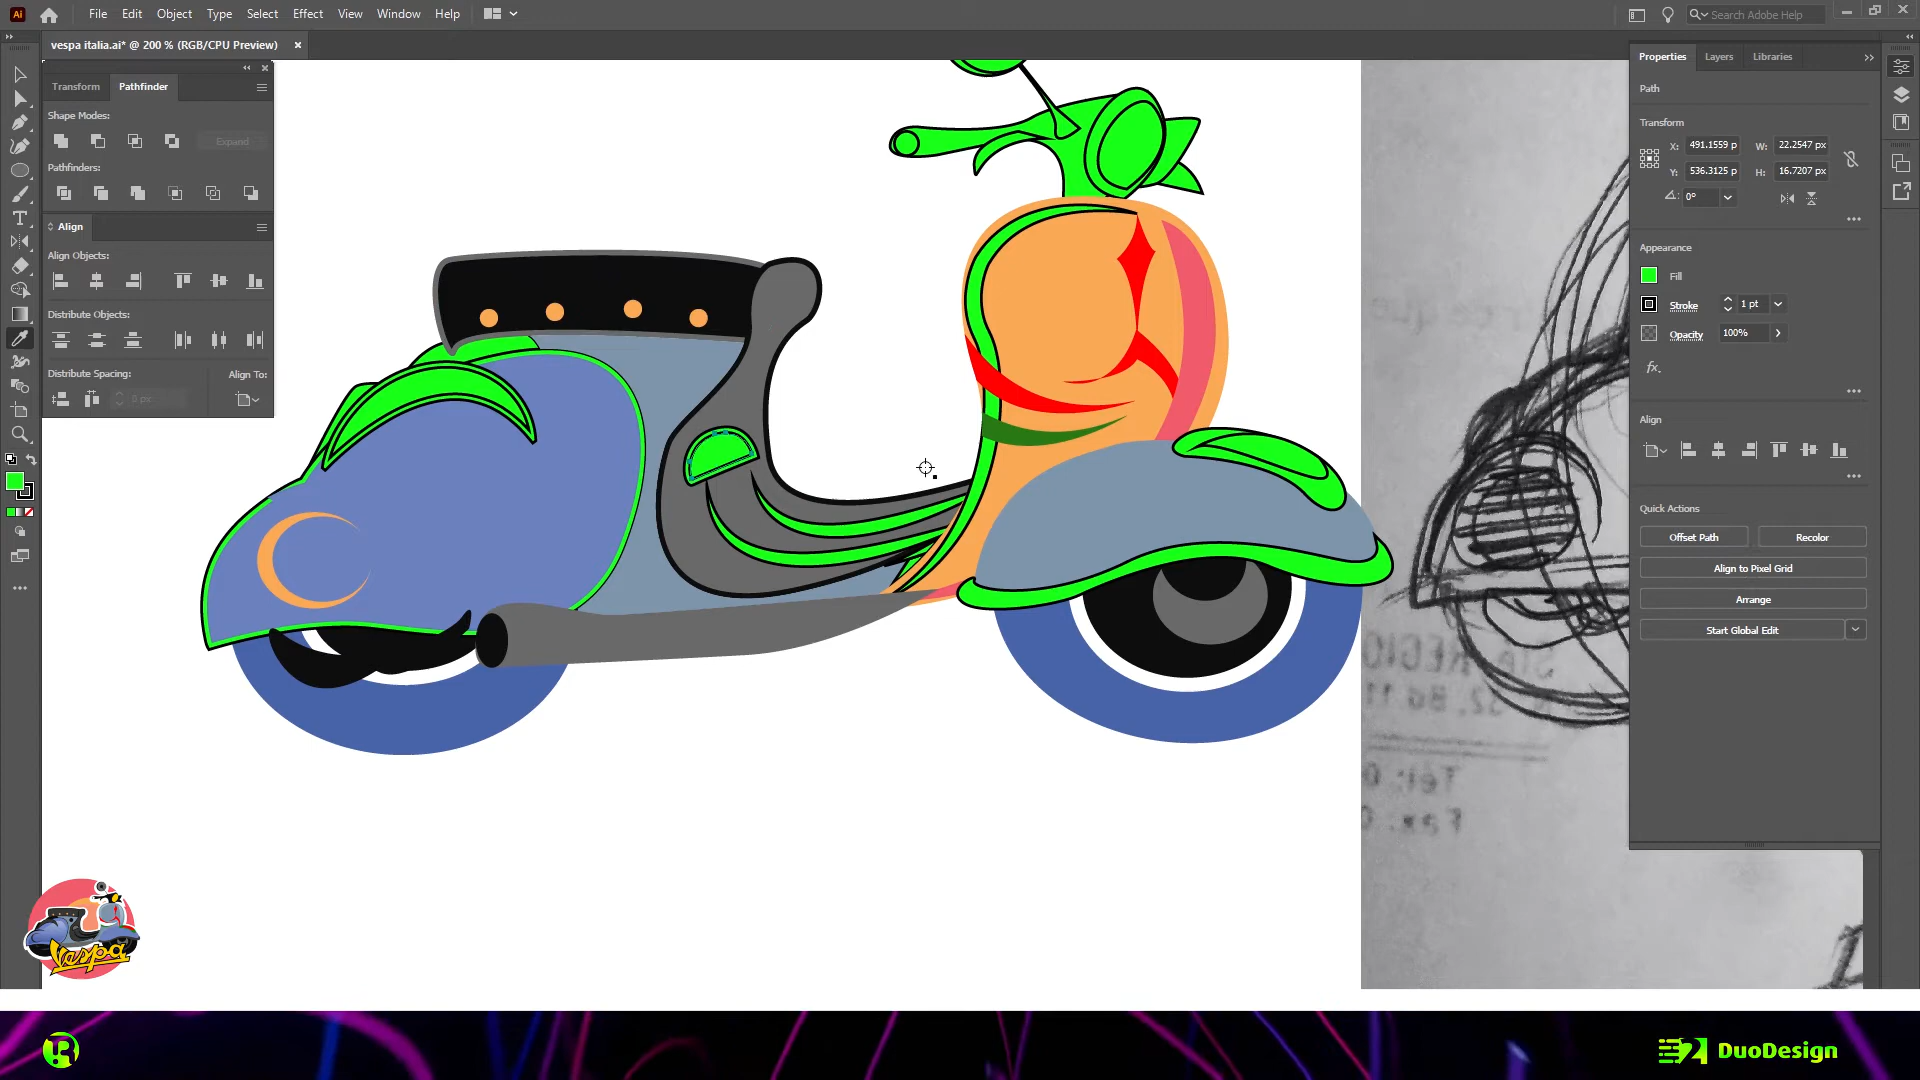 Ai File Edit Object Type Select Effect View Window Help Search Adobe Help
vespa italia.ai* @ 200 % (RGB/CPU Preview)
Transform Pathfinder
Shape Modes:
Expand
Pathfinders:
Align
Align Objects:
Distribute Objects:
Distribute Spacing: Align To:
0 px
Properties Layers Libraries
Path
Transform
X: 491.1559 p W: 22.2547 px
Y: 536.3125 p H: 16.7207 px
0°
Appearance
Fill
Stroke 1 pt
Opacity 100%
fx.
Align
Quick Actions
Offset Path Recolor
Align to Pixel Grid
Arrange
Start Global Edit
Vespa
DuoDesign